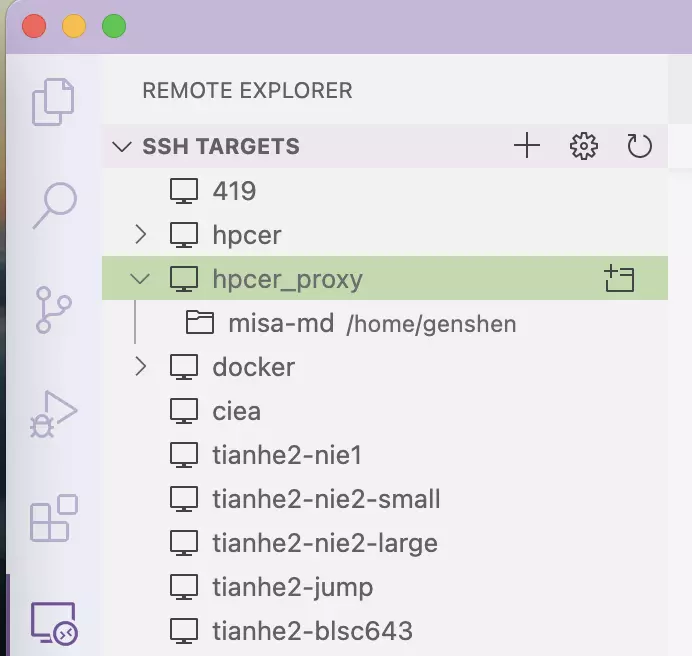 REMOTE EXPLORER
SSH TARGETS
419
hpcer
hpcer_proxy
misa-md /home/genshen
docker
ciea
tianhe2-nie1
tianhe2-nie2-small
tianhe2-nie2-large
tianhe2-jump
tianhe2-blsc643